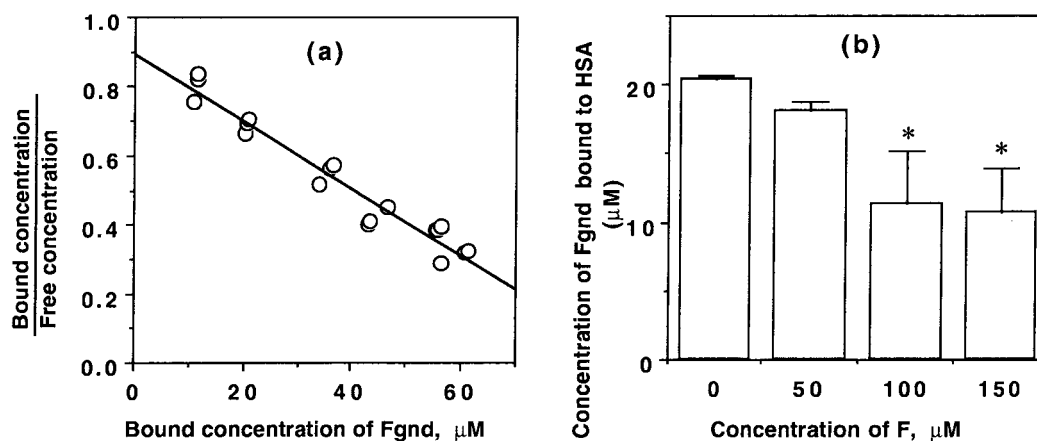 (a)
1.0
0.8
0.6
0.4
0.2
0.0
Bound concentration
Free concentration
0 20 40 60
Bound concentration of Fgnd, μM
(b)
20
10
0
Concentration of Fgnd bound to HSA
(μM)
* *
0 50 100 150
Concentration of F, μM